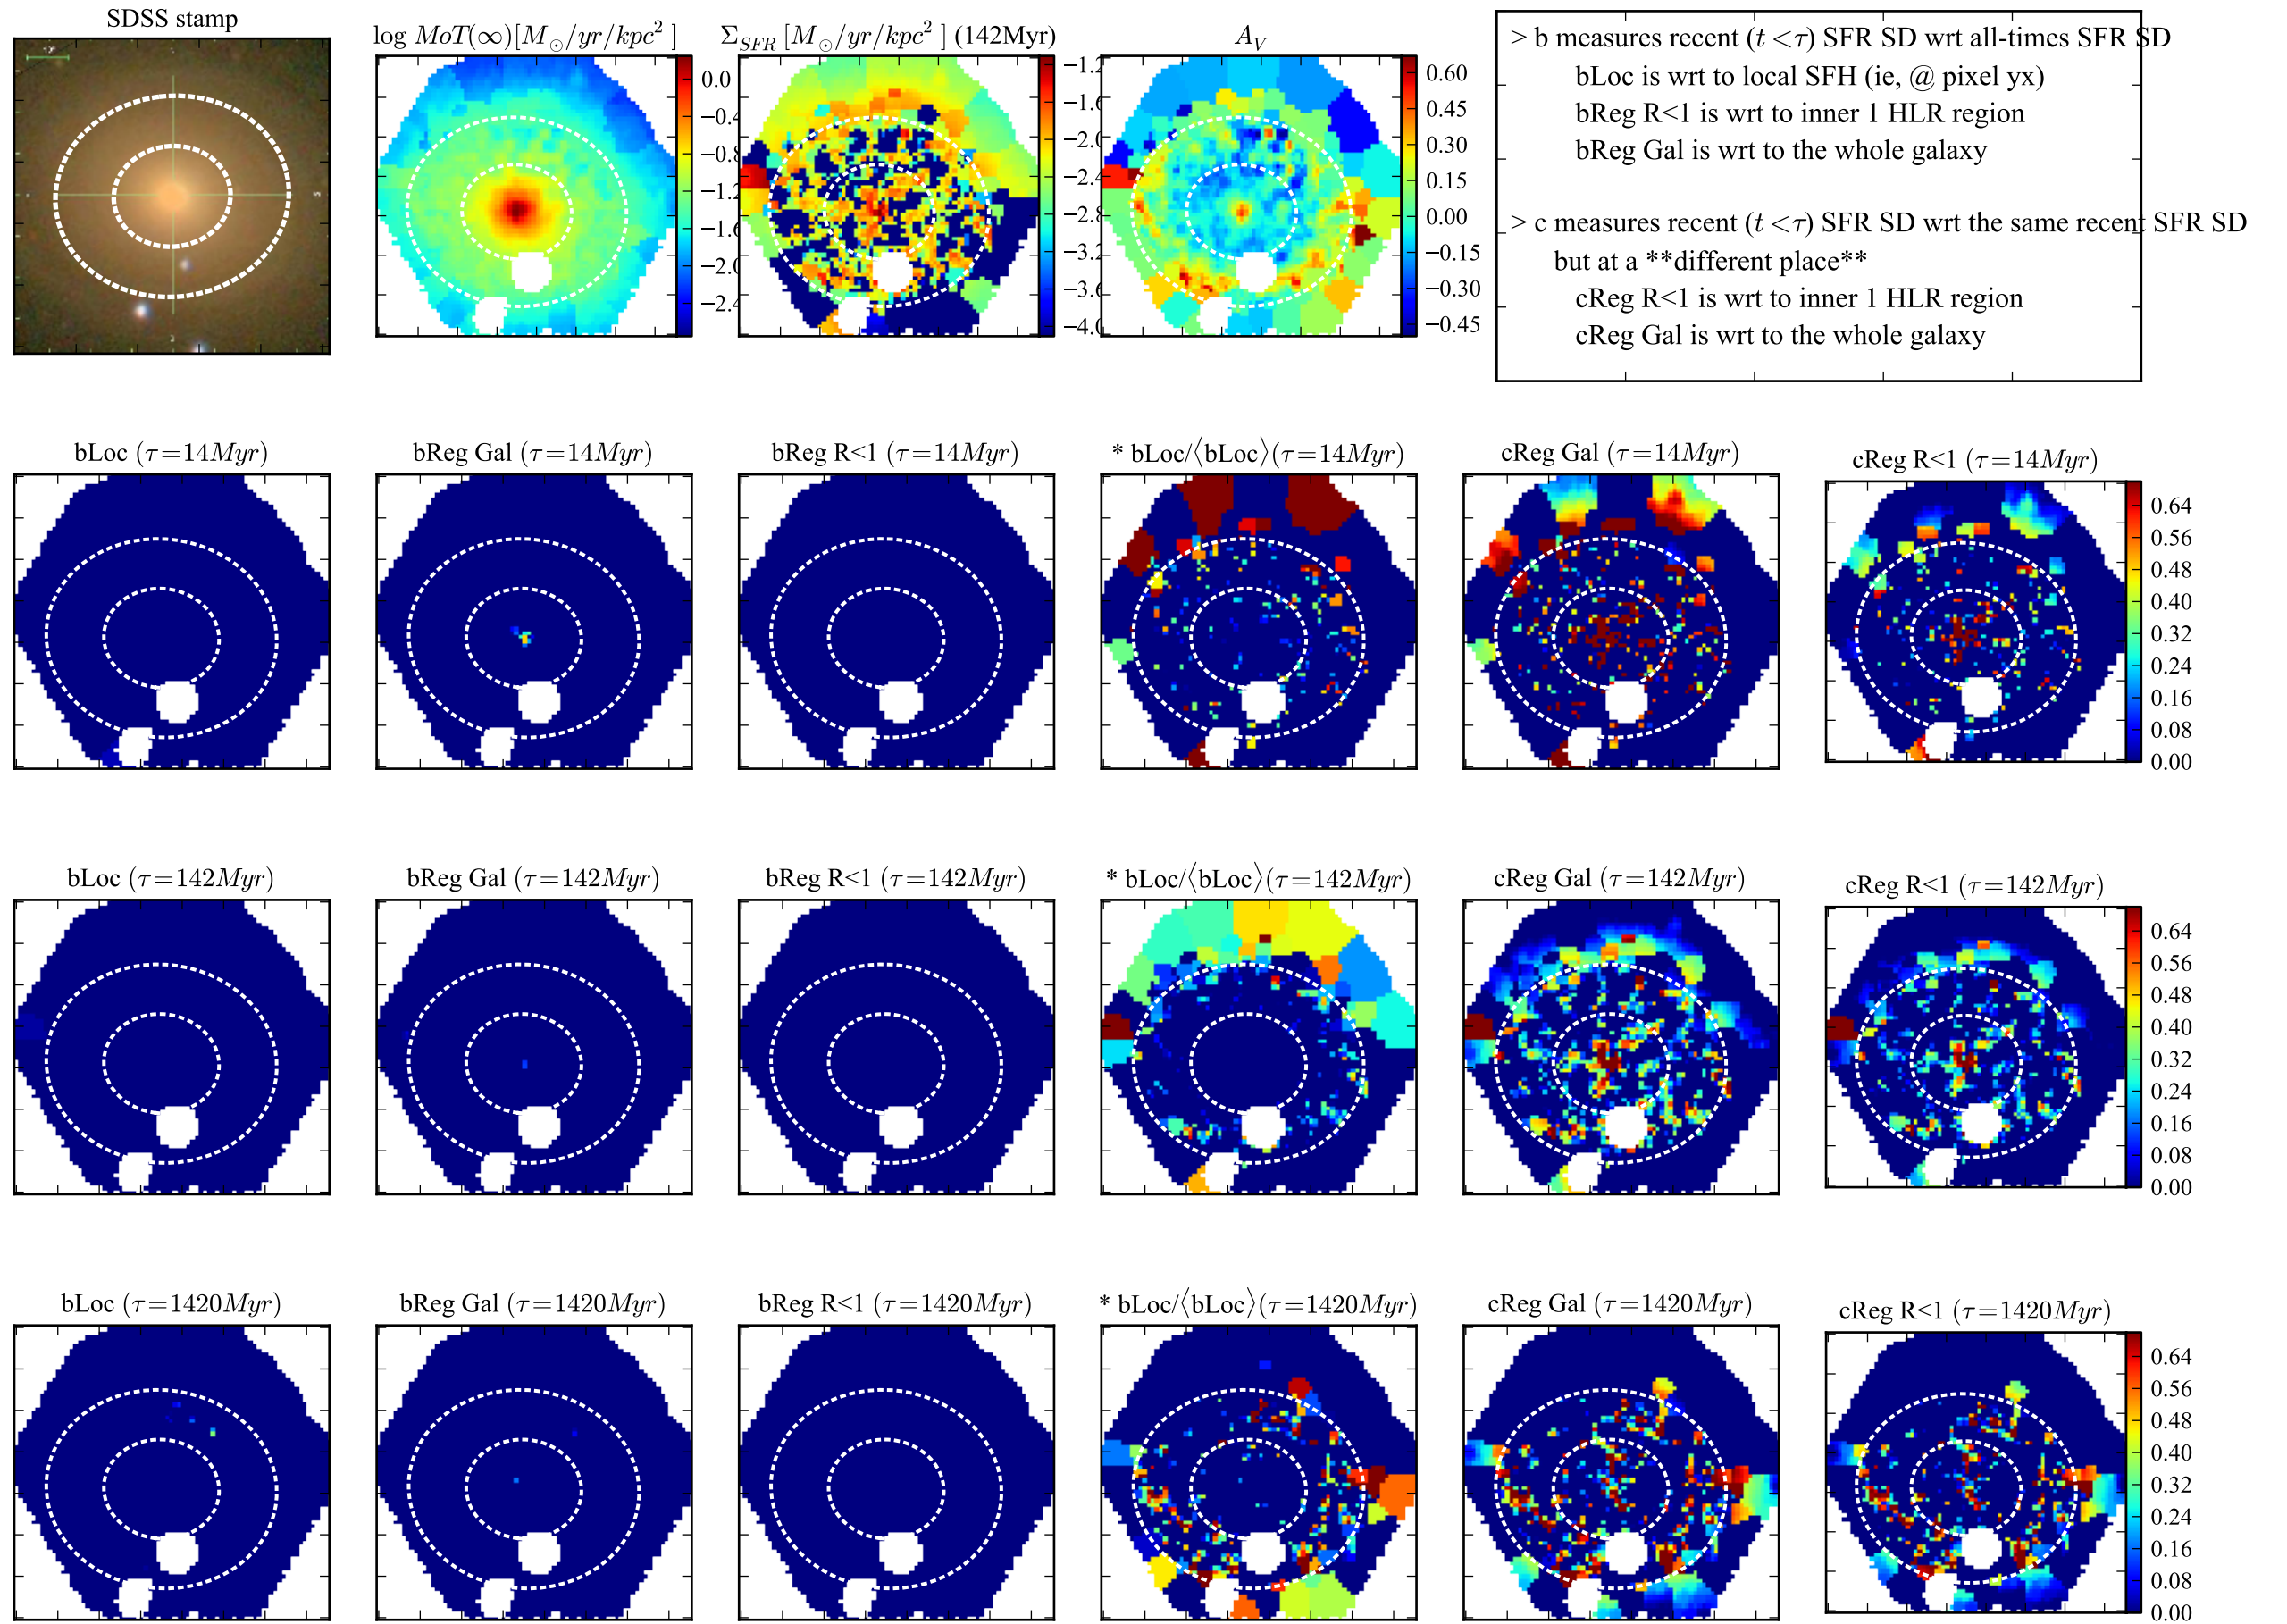 SDSS stamp
log MoT(∞)[M⊙/yr/kpc² ]
Σ_SFR [M⊙/yr/kpc² ] (142Myr)
A_V
0.0
−0.4
−0.8
−1.2
−1.6
−2.0
−2.4
−1.2
−1.6
−2.0
−2.4
−2.8
−3.2
−3.6
−4.0
0.60
0.45
0.30
0.15
0.00
−0.15
−0.30
−0.45
> b measures recent (t <τ) SFR SD wrt all-times SFR SD
bLoc is wrt to local SFH (ie, @ pixel yx)
bReg R<1 is wrt to inner 1 HLR region
bReg Gal is wrt to the whole galaxy
> c measures recent (t <τ) SFR SD wrt the same recent SFR SD
but at a **different place**
cReg R<1 is wrt to inner 1 HLR region
cReg Gal is wrt to the whole galaxy
bLoc (τ=14Myr)
bReg Gal (τ=14Myr)
bReg R<1 (τ=14Myr)
* bLoc/⟨bLoc⟩(τ=14Myr)
cReg Gal (τ=14Myr)
cReg R<1 (τ=14Myr)
0.64
0.56
0.48
0.40
0.32
0.24
0.16
0.08
0.00
bLoc (τ=142Myr)
bReg Gal (τ=142Myr)
bReg R<1 (τ=142Myr)
* bLoc/⟨bLoc⟩(τ=142Myr)
cReg Gal (τ=142Myr)
cReg R<1 (τ=142Myr)
0.64
0.56
0.48
0.40
0.32
0.24
0.16
0.08
0.00
bLoc (τ=1420Myr)
bReg Gal (τ=1420Myr)
bReg R<1 (τ=1420Myr)
* bLoc/⟨bLoc⟩(τ=1420Myr)
cReg Gal (τ=1420Myr)
cReg R<1 (τ=1420Myr)
0.64
0.56
0.48
0.40
0.32
0.24
0.16
0.08
0.00